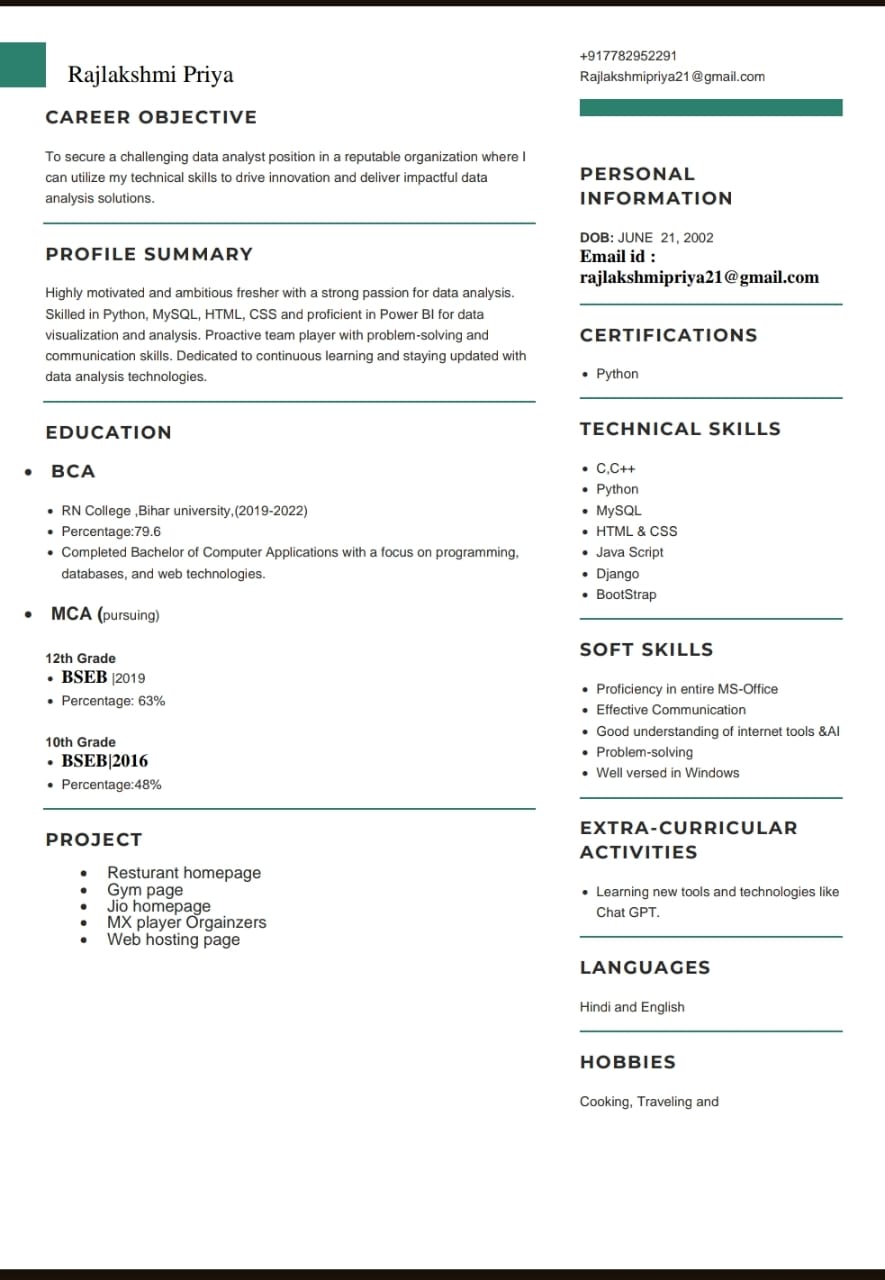 Rajlakshmi Priya
CAREER OBJECTIVE
To secure a challenging data analyst position in a reputable organization where I
can utilize my technical skills to drive innovation and deliver impactful data
analysis solutions.
PROFILE SUMMARY
Highly motivated and ambitious fresher with a strong passion for data analysis.
Skilled in Python, MySQL, HTML, CSS and proficient in Power BI for data
visualization and analysis. Proactive team player with problem-solving and
communication skills. Dedicated to continuous learning and staying updated with
data analysis technologies.
EDUCATION
• BCA
• RN College ,Bihar university,(2019-2022)
• Percentage:79.6
• Completed Bachelor of Computer Applications with a focus on programming,
databases, and web technologies.
• MCA (pursuing)
12th Grade
• BSEB |2019
• Percentage: 63%
10th Grade
• BSEB|2016
• Percentage:48%
PROJECT
• Resturant homepage
• Gym page
• Jio homepage
• MX player Orgainzers
• Web hosting page
+917782952291
Rajlakshmipriya21@gmail.com
PERSONAL
INFORMATION
DOB: JUNE 21, 2002
Email id :
rajlakshmipriya21@gmail.com
CERTIFICATIONS
• Python
TECHNICAL SKILLS
• C,C++
• Python
• MySQL
• HTML & CSS
• Java Script
• Django
• BootStrap
SOFT SKILLS
• Proficiency in entire MS-Office
• Effective Communication
• Good understanding of internet tools &AI
• Problem-solving
• Well versed in Windows
EXTRA-CURRICULAR
ACTIVITIES
• Learning new tools and technologies like
Chat GPT.
LANGUAGES
Hindi and English
HOBBIES
Cooking, Traveling and